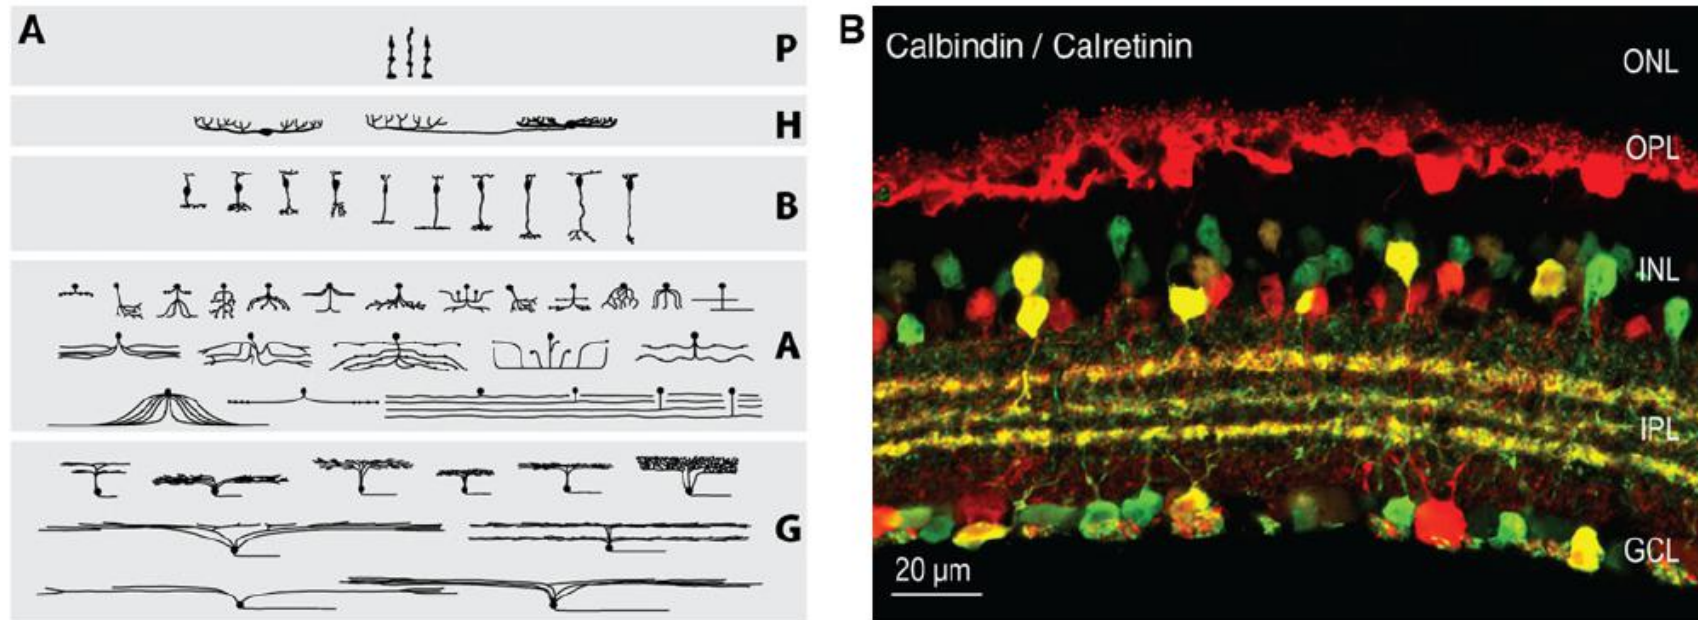 A
P
H
B
A
G
B
Calbindin / Calretinin
ONL
OPL
INL
IPL
GCL
20 µm